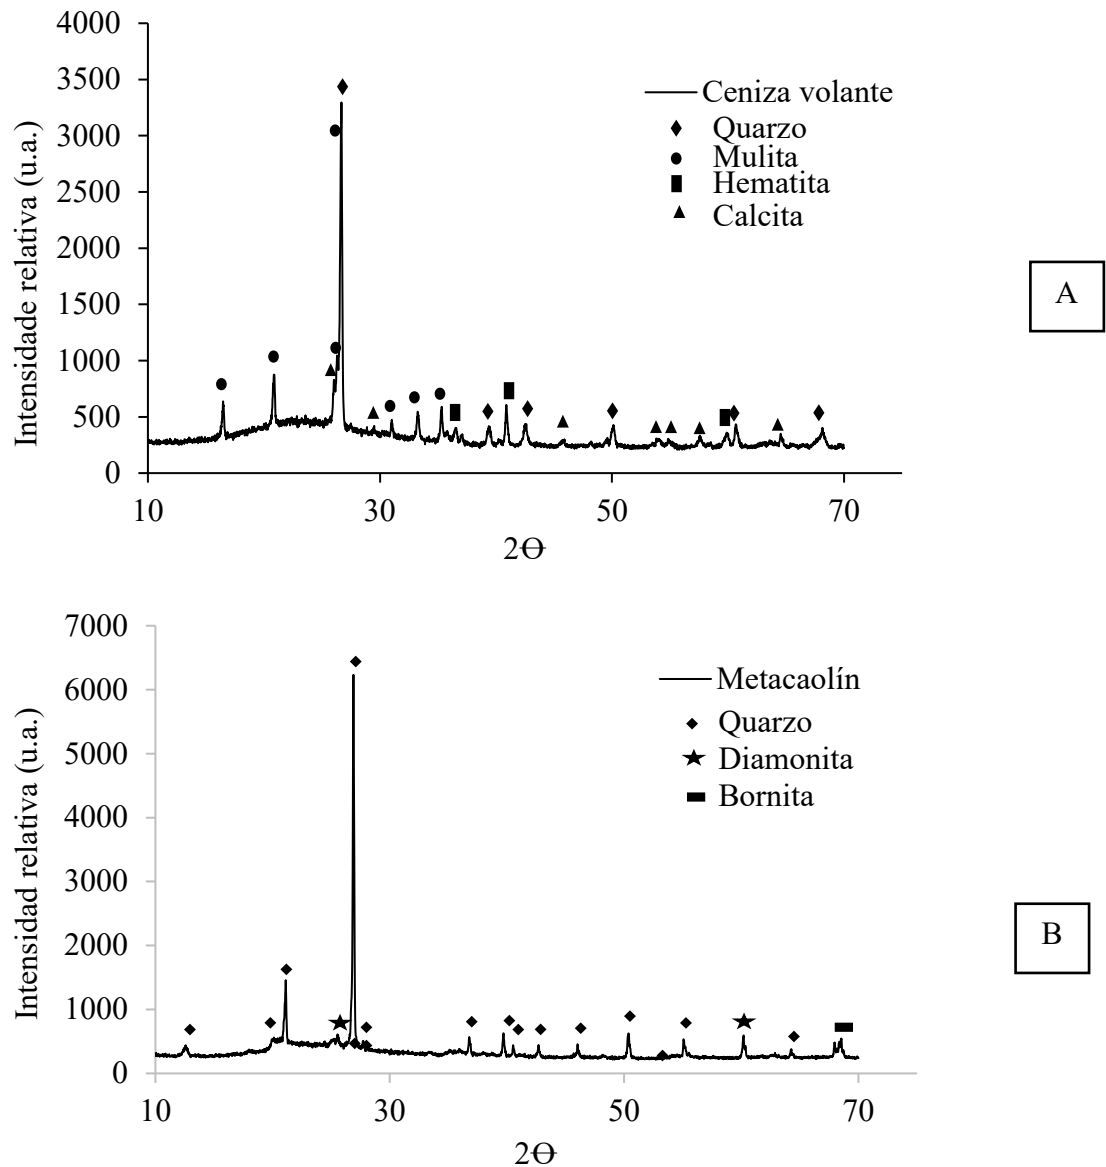 4000
3500
3000
2500
2000
1500
1000
500
0
Intensidade relativa (u.a.)
Ceniza volante
Quarzo
Mulita
Hematita
Calcita
10 30 50 70
2Ɵ
A
7000
6000
5000
4000
3000
2000
1000
0
Intensidad relativa (u.a.)
Metacaolín
Quarzo
Diamonita
Bornita
10 30 50 70
2Ɵ
B